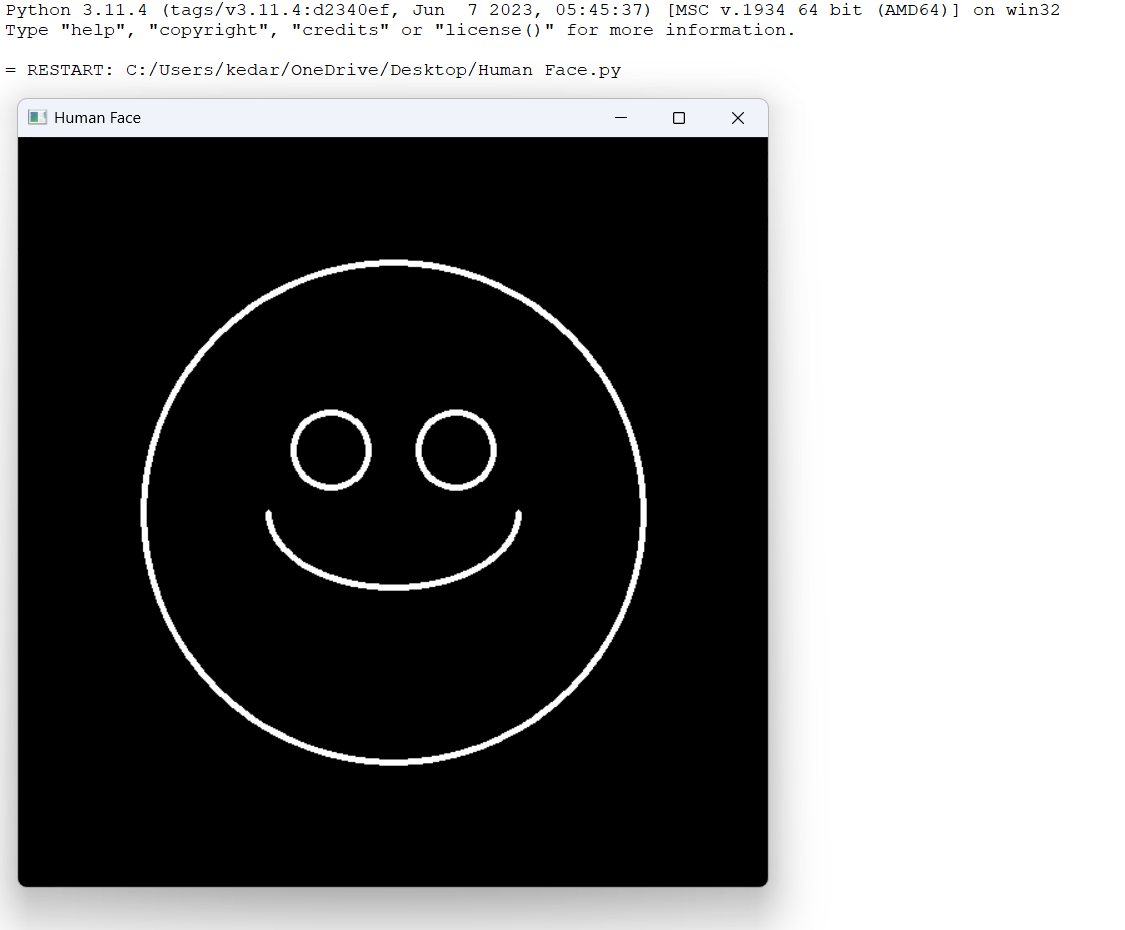 Python 3.11.4 (tags/v3.11.4:d2340ef, Jun  7 2023, 05:45:37) [MSC v.1934 64 bit (AMD64)] on win32
Type "help", "copyright", "credits" or "license()" for more information.
= RESTART: C:/Users/kedar/OneDrive/Desktop/Human Face.py
Human Face